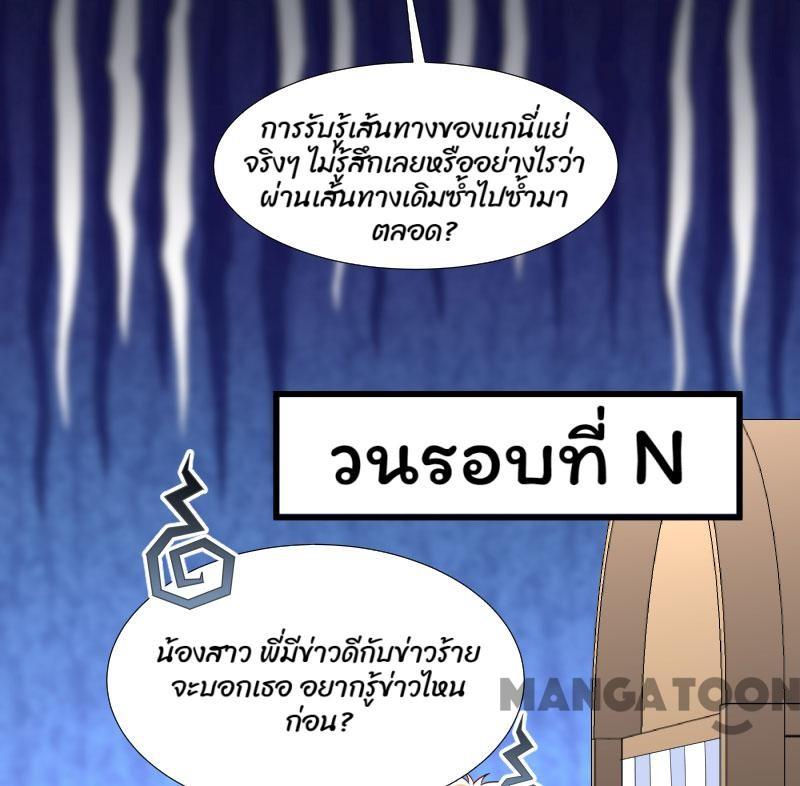 การรับรู้เส้นทางของแกนี่แย่
จริงๆ ไม่รู้สึกเลยหรืออย่างไรว่า
ผ่านเส้นทางเดิมซ้ำไปซ้ำมา
ตลอด?
วนรอบที่ N
น้องสาว พี่มีข่าวดีกับข่าวร้าย
จะบอกเธอ อยากรู้ข่าวไหน
ก่อน?
MANGATOON